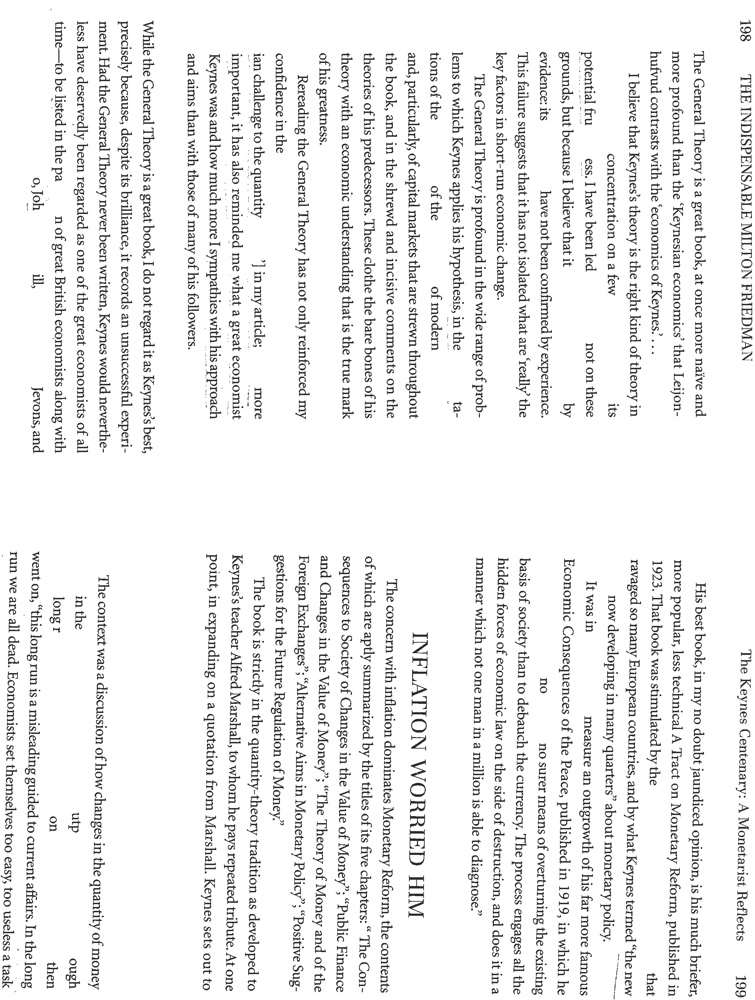 198 THE INDISPENSABLE MILTON FRIEDMAN
The General Theory is a great book, at once more naïve and
more profound than the ‘Keynesian economics’ that Leijon-
hufvud contrasts with the ‘economics of Keynes.’ . . .
I believe that Keynes’s theory is the right kind of theory in
concentration on a few its
potential fru ess. I have been led not on these
grounds, but because I believe that it by
evidence: its have not been confirmed by experience.
This failure suggests that it has not isolated what are ‘really’ the
key factors in short-run economic change.
The General Theory is profound in the wide range of prob-
lems to which Keynes applies his hypothesis, in the ta-
tions of the of the of modern
and, particularly, of capital markets that are strewn throughout
the book, and in the shrewd and incisive comments on the
theories of his predecessors. These clothe the bare bones of his
theory with an economic understanding that is the true mark
of his greatness.
Rereading the General Theory has not only reinforced my
confidence in the
ian challenge to the quantity ’] in my article; more
important, it has also reminded me what a great economist
Keynes was and how much more I sympathies with his approach
and aims than with those of many of his followers.
While the General Theory is a great book, I do not regard it as Keynes’s best,
precisely because, despite its brilliance, it records an unsuccessful experi-
ment. Had the General Theory never been written, Keynes would neverthe-
less have deservedly been regarded as one of the great economists of all
time—to be listed in the pa n of great British economists along with
o, Joh ill, Jevons, and
The Keynes Centenary: A Monetarist Reflects 199
His best book, in my no doubt jaundiced opinion, is his much briefer,
more popular, less technical A Tract on Monetary Reform, published in
1923. That book was stimulated by the that
ravaged so many European countries, and by what Keynes termed “the new
now developing in many quarters” about monetary policy.
It was in measure an outgrowth of his far more famous
Economic Consequences of the Peace, published in 1919, in which he
no no surer means of overturning the existing
basis of society than to debauch the currency. The process engages all the
hidden forces of economic law on the side of destruction, and does it in a
manner which not one man in a million is able to diagnose.”
INFLATION WORRIED HIM
The concern with inflation dominates Monetary Reform, the contents
of which are aptly summarized by the titles of its five chapters: “ The Con-
sequences to Society of Changes in the Value of Money”; “Public Finance
and Changes in the Value of Money”; “The Theory of Money and of the
Foreign Exchanges”; “Alternative Aims in Monetary Policy”; “Positive Sug-
gestions for the Future Regulation of Money.”
The book is strictly in the quantity-theory tradition as developed to
Keynes’s teacher Alfred Marshall, to whom he pays repeated tribute. At one
point, in expanding on a quotation from Marshall. Keynes sets out to
The context was a discussion of how changes in the quantity of money
in the utp ough
long r on then
went on, “this long run is a misleading guided to current affairs. In the long
run we are all dead. Economists set themselves too easy, too useless a task